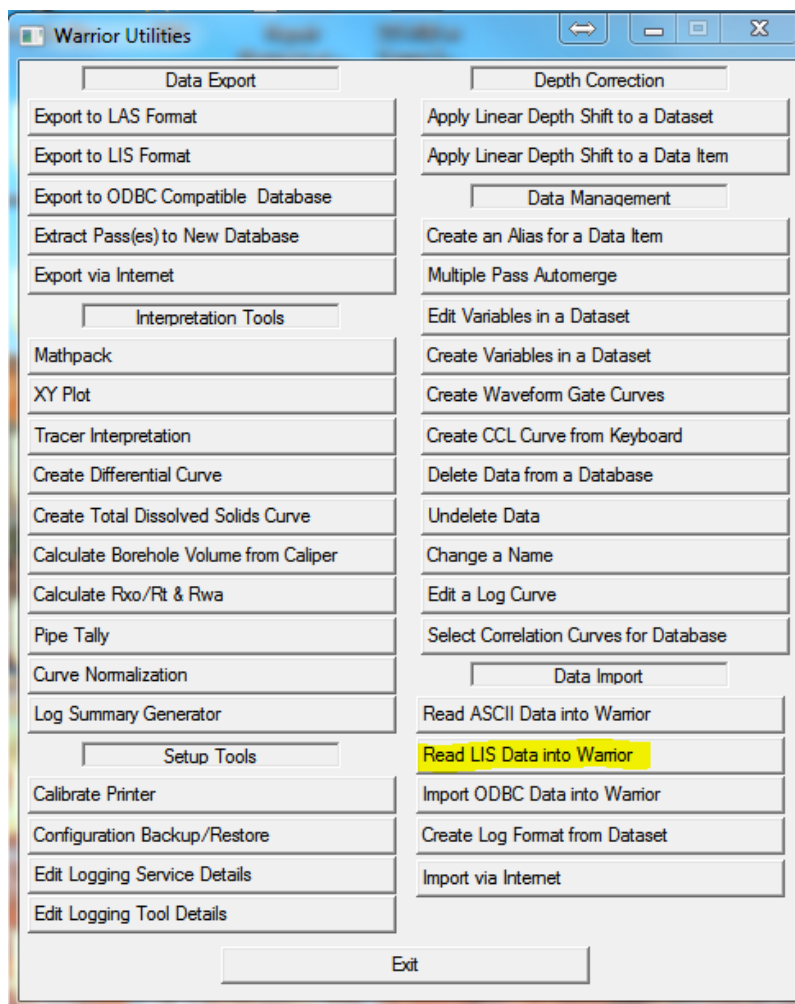 Warrior Utilities
Data Export
Export to LAS Format
Export to LIS Format
Export to ODBC Compatible Database
Extract Pass(es) to New Database
Export via Internet
Interpretation Tools
Mathpack
XY Plot
Tracer Interpretation
Create Differential Curve
Create Total Dissolved Solids Curve
Calculate Borehole Volume from Caliper
Calculate Rxo/Rt & Rwa
Pipe Tally
Curve Normalization
Log Summary Generator
Setup Tools
Calibrate Printer
Configuration Backup/Restore
Edit Logging Service Details
Edit Logging Tool Details
Depth Correction
Apply Linear Depth Shift to a Dataset
Apply Linear Depth Shift to a Data Item
Data Management
Create an Alias for a Data Item
Multiple Pass Automerge
Edit Variables in a Dataset
Create Variables in a Dataset
Create Waveform Gate Curves
Create CCL Curve from Keyboard
Delete Data from a Database
Undelete Data
Change a Name
Edit a Log Curve
Select Correlation Curves for Database
Data Import
Read ASCII Data into Warrior
Read LIS Data into Warrior
Import ODBC Data into Warrior
Create Log Format from Dataset
Import via Internet
Exit